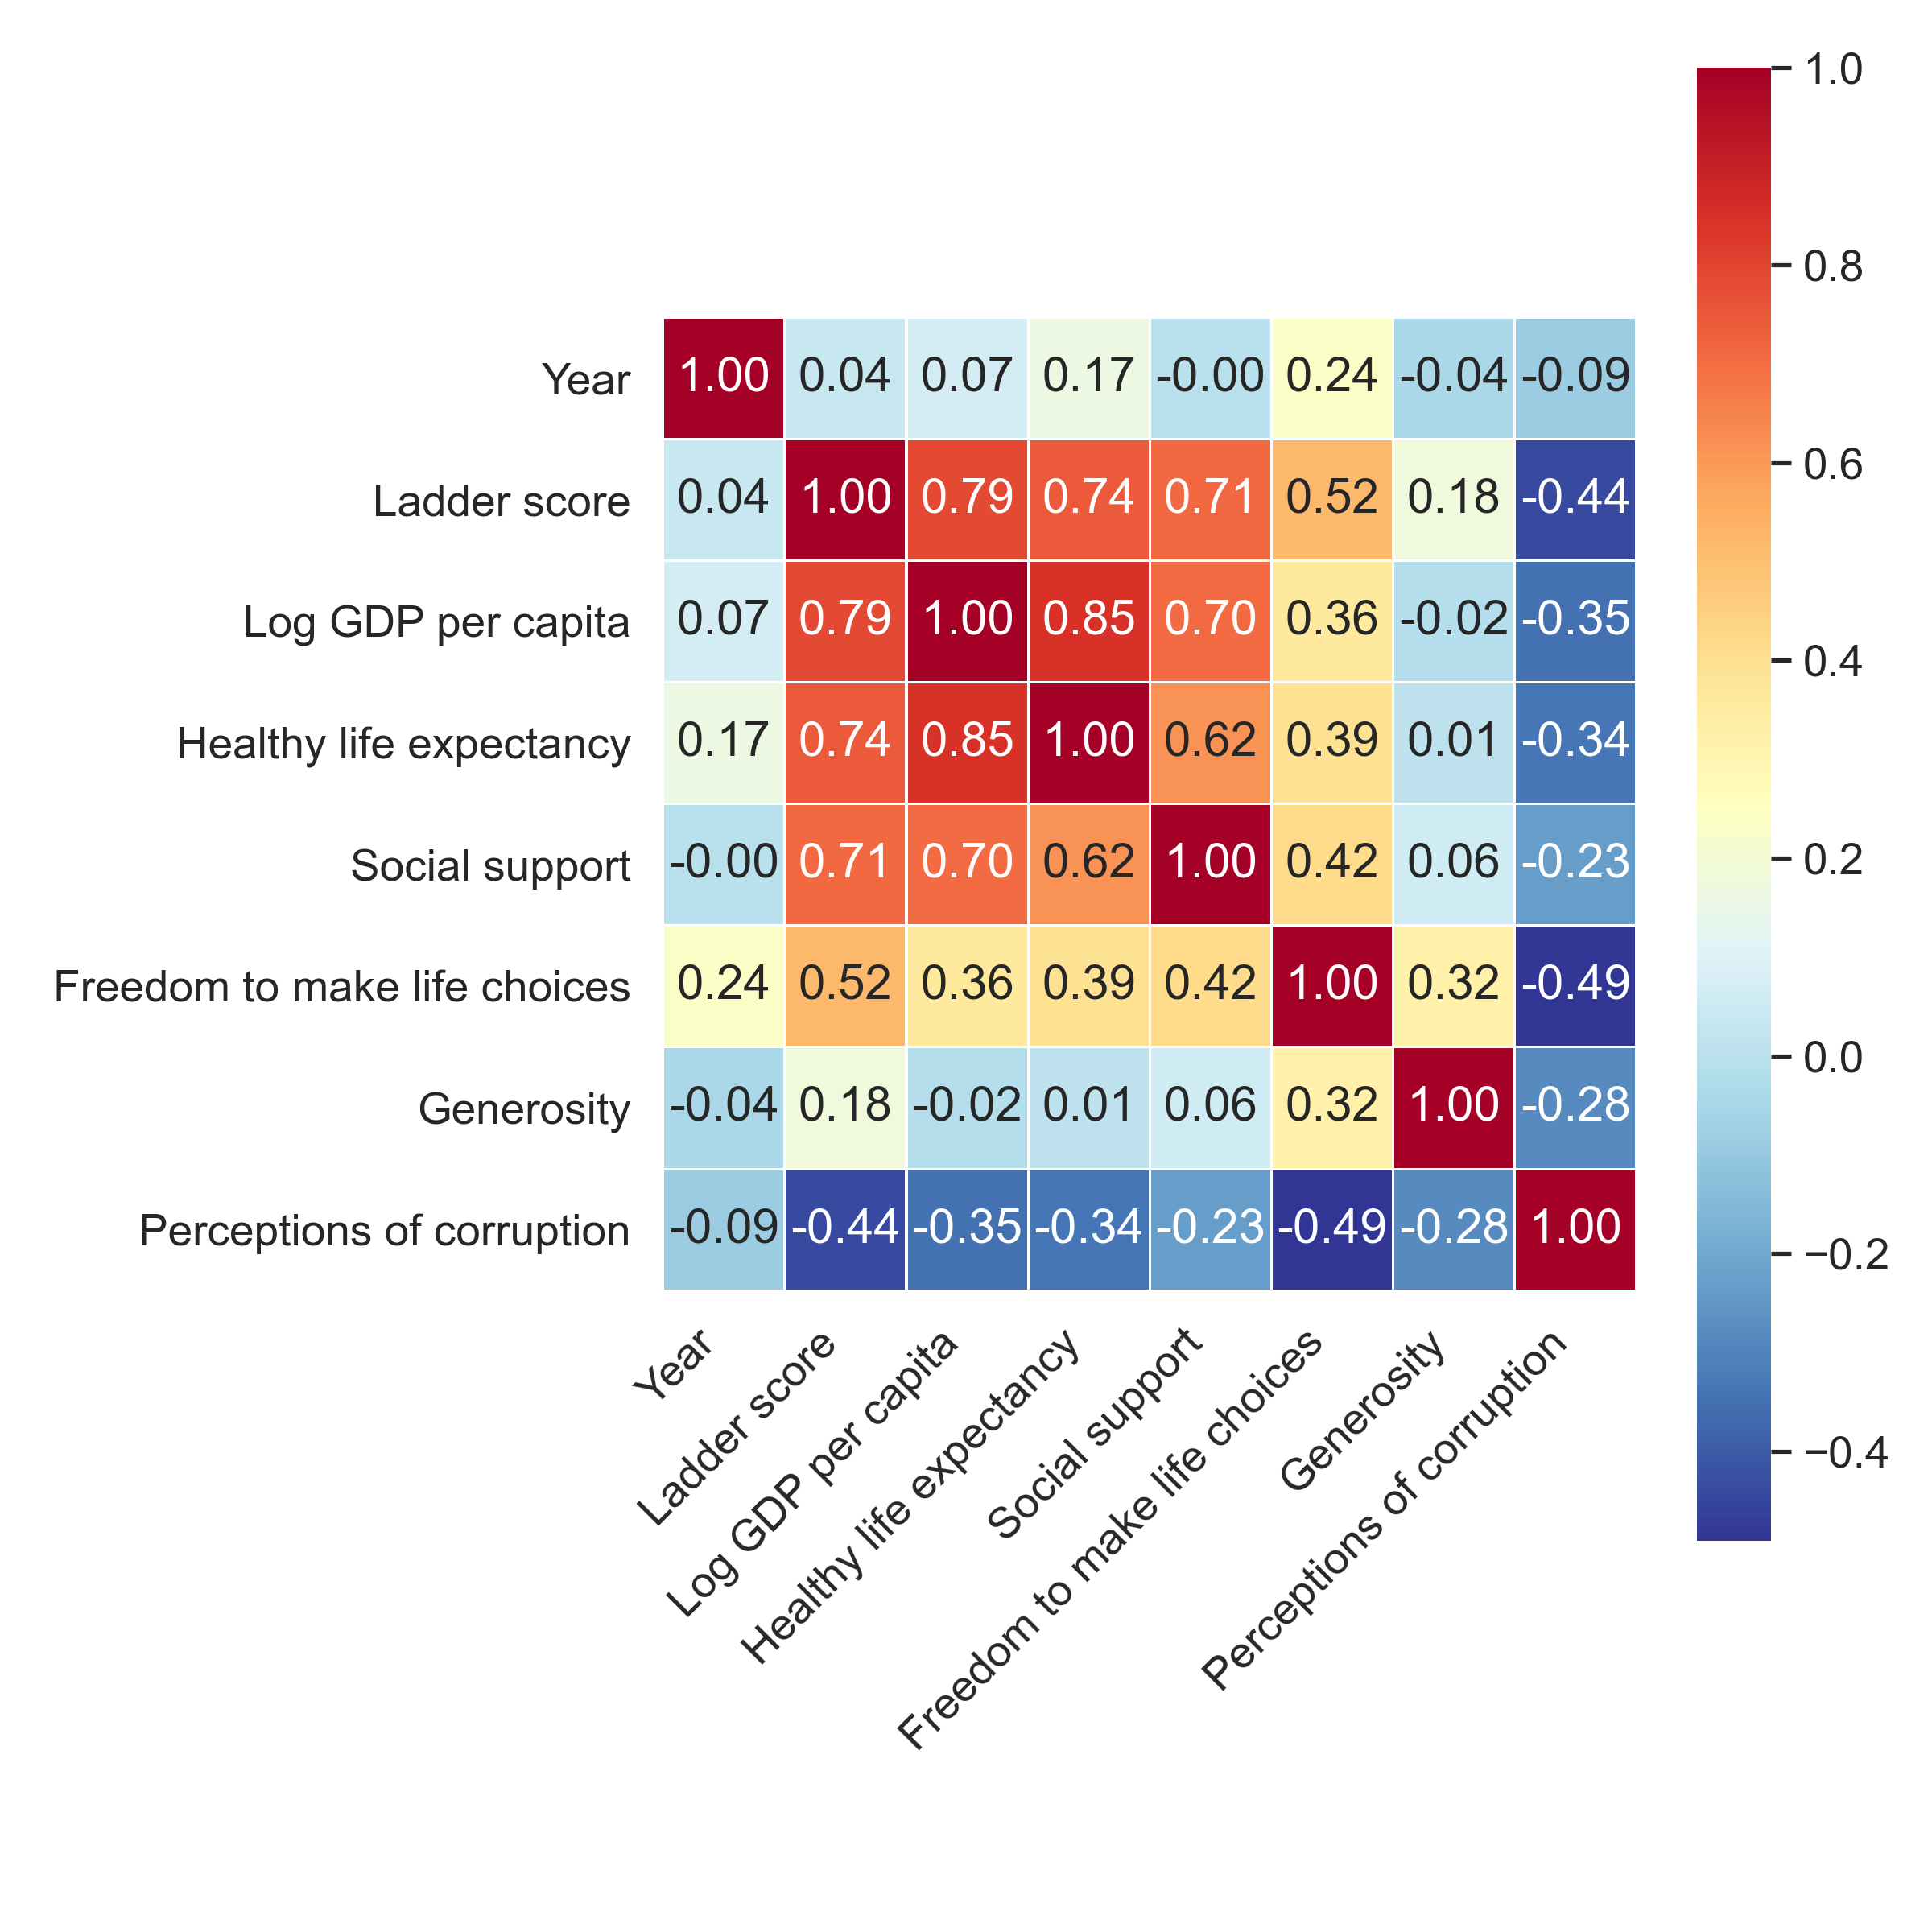 1.0
0.8
0.6
0.4
0.2
0.0
−0.2
−0.4
Year 1.00 0.04 0.07 0.17 -0.00 0.24 -0.04 -0.09
Ladder score 0.04 1.00 0.79 0.74 0.71 0.52 0.18 -0.44
Log GDP per capita 0.07 0.79 1.00 0.85 0.70 0.36 -0.02 -0.35
Healthy life expectancy 0.17 0.74 0.85 1.00 0.62 0.39 0.01 -0.34
Social support -0.00 0.71 0.70 0.62 1.00 0.42 0.06 -0.23
Freedom to make life choices 0.24 0.52 0.36 0.39 0.42 1.00 0.32 -0.49
Generosity -0.04 0.18 -0.02 0.01 0.06 0.32 1.00 -0.28
Perceptions of corruption -0.09 -0.44 -0.35 -0.34 -0.23 -0.49 -0.28 1.00
Year
Ladder score
Log GDP per capita
Healthy life expectancy
Social support
Freedom to make life choices
Generosity
Perceptions of corruption